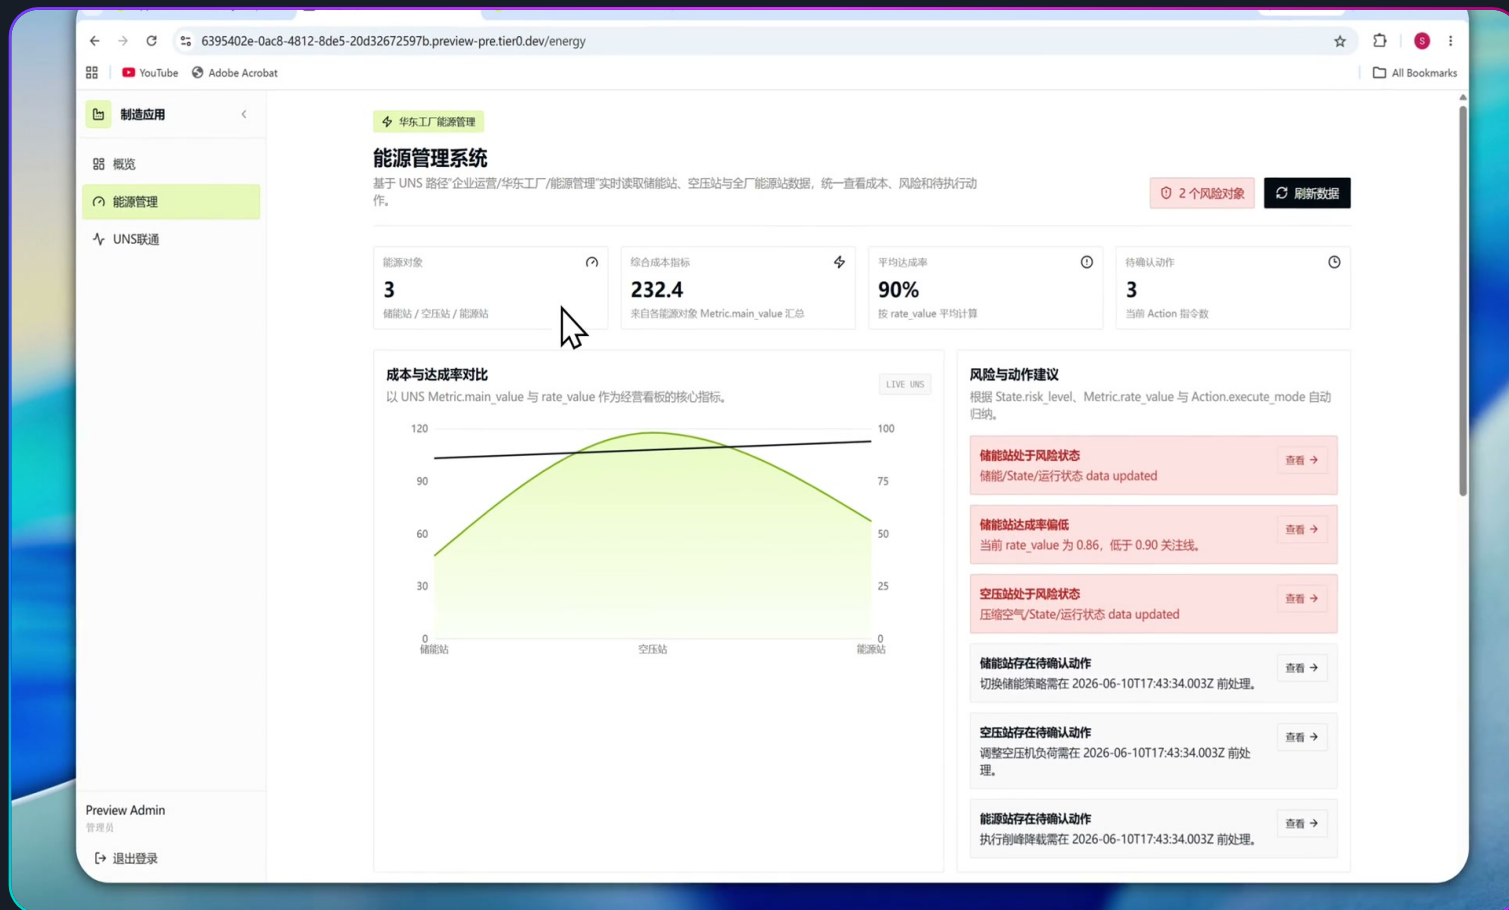 6395402e-0ac8-4812-8de5-20d32672597b.preview-pre.tier0.dev/energy
S
YouTube
Adobe Acrobat
All Bookmarks
制造应用
概览
能源管理
UNS联通
Preview Admin
管理员
退出登录
华东工厂能源管理
能源管理系统
基于 UNS 路径"企业运营/华东工厂/能源管理"实时读取储能站、空压站与全厂能源站数据，统一查看成本、风险和待执行动
作。
2 个风险对象
刷新数据
能源对象
3
储能站 / 空压站 / 能源站
综合成本指标
232.4
来自各能源对象 Metric.main_value 汇总
平均达成率
90%
按 rate_value 平均计算
待确认动作
3
当前 Action 指令数
成本与达成率对比
以 UNS Metric.main_value 与 rate_value 作为经营看板的核心指标。
LIVE UNS
120
90
60
30
0
100
75
50
25
0
储能站
空压站
能源站
风险与动作建议
根据 State.risk_level、Metric.rate_value 与 Action.execute_mode 自动
归纳。
储能站处于风险状态
储能/State/运行状态 data updated
查看
储能站达成率偏低
当前 rate_value 为 0.86，低于 0.90 关注线。
查看
空压站处于风险状态
压缩空气/State/运行状态 data updated
查看
储能站存在待确认动作
切换储能策略需在 2026-06-10T17:43:34.003Z 前处理。
查看
空压站存在待确认动作
调整空压机负荷需在 2026-06-10T17:43:34.003Z 前处
理。
查看
能源站存在待确认动作
执行削峰降载需在 2026-06-10T17:43:34.003Z 前处理。
查看